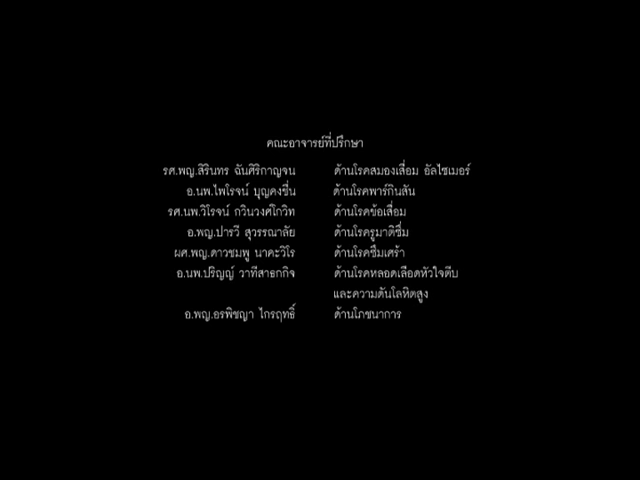 คณะอาจารย์ที่ปรึกษา
รศ.พญ.สิรินทร ฉันศิริกาญจน ด้านโรคสมองเสื่อม อัลไซเมอร์
อ.นพ.ไพโรจน์ บุญคงชื่น ด้านโรคพาร์กินสัน
รศ.นพ.วิโรจน์ กวินวงศ์โกวิท ด้านโรคข้อเสื่อม
อ.พญ.ปารวี สุวรรณาลัย ด้านโรครูมาติซึ่ม
ผศ.พญ.ดาวชมพู นาคะวิโร ด้านโรคซึมเศร้า
อ.นพ.ปริญญ์ วาทีสาธกกิจ ด้านโรคหลอดเลือดหัวใจตีบ
และความดันโลหิตสูง
อ.พญ.อรพิชญา ไกรฤทธิ์ ด้านโภชนาการ